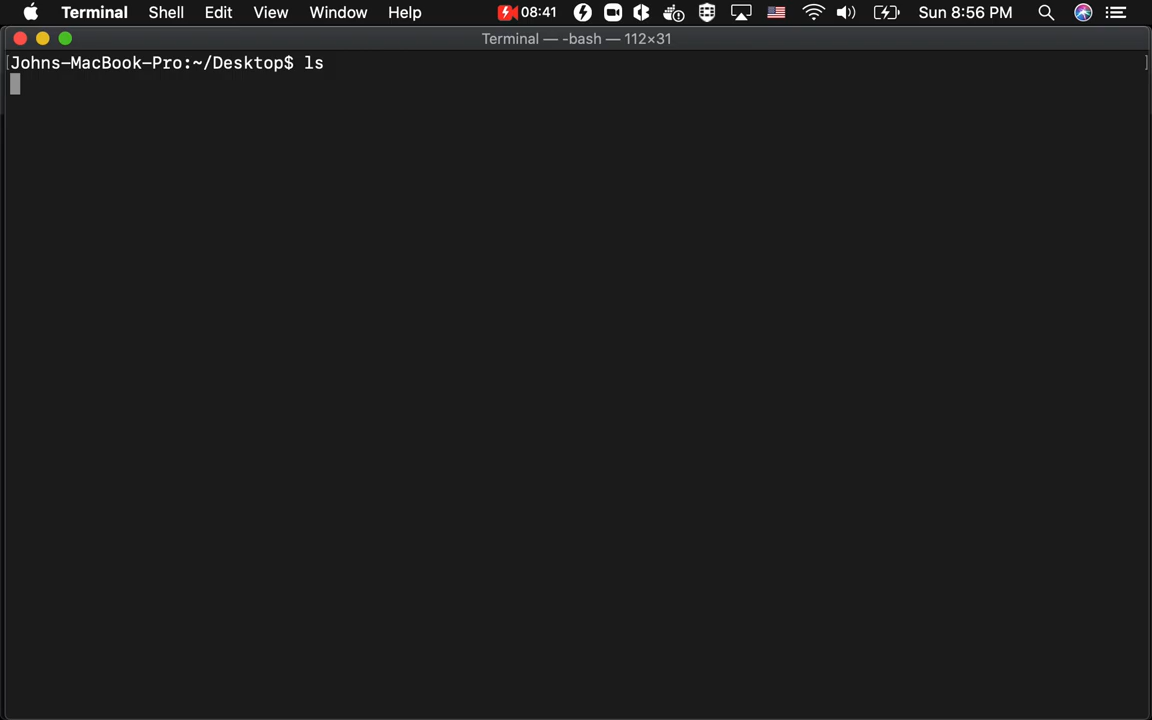 Terminal Shell Edit View Window Help 08:41 Sun 8:56 PM
Terminal — -bash — 112×31
[Johns-MacBook-Pro:~/Desktop$ ls ]